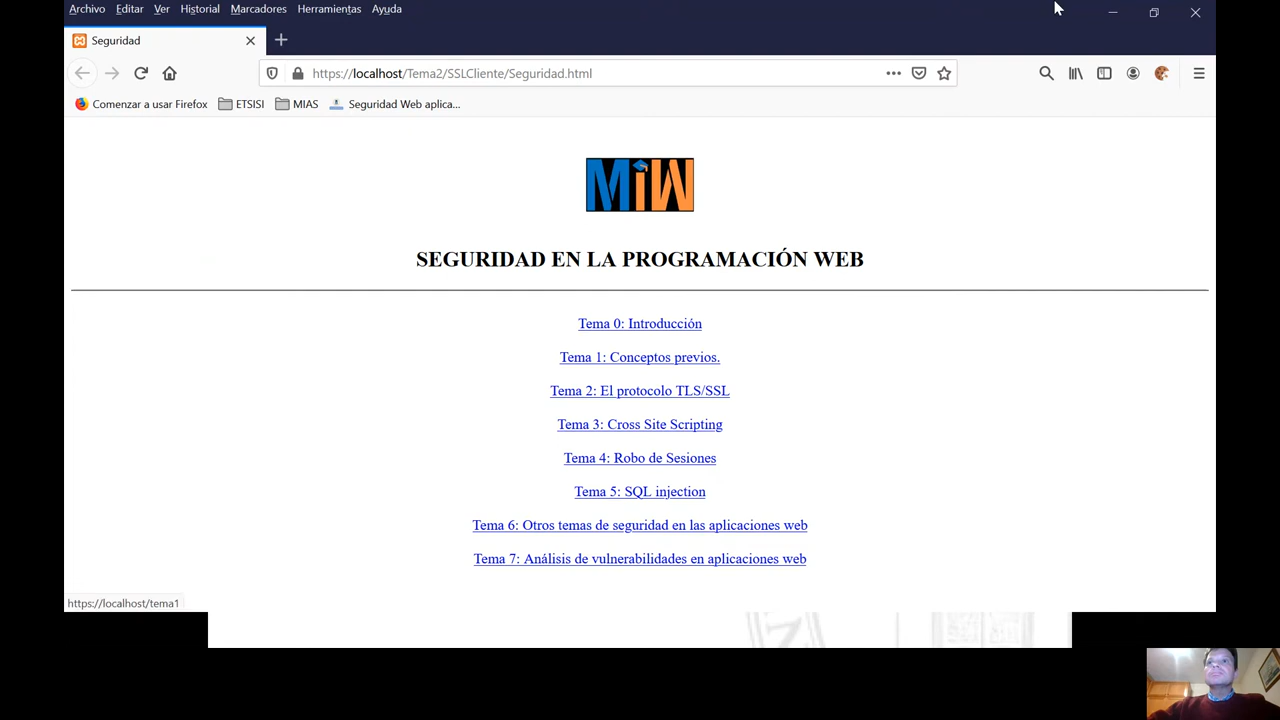 Archivo Editar Ver Historial Marcadores Herramientas Ayuda
Seguridad
https://localhost/Tema2/SSLCliente/Seguridad.html
Comenzar a usar Firefox ETSISI MIAS Seguridad Web aplica...
MiW
SEGURIDAD EN LA PROGRAMACIÓN WEB
Tema 0: Introducción
Tema 1: Conceptos previos.
Tema 2: El protocolo TLS/SSL
Tema 3: Cross Site Scripting
Tema 4: Robo de Sesiones
Tema 5: SQL injection
Tema 6: Otros temas de seguridad en las aplicaciones web
Tema 7: Análisis de vulnerabilidades en aplicaciones web
https://localhost/tema1